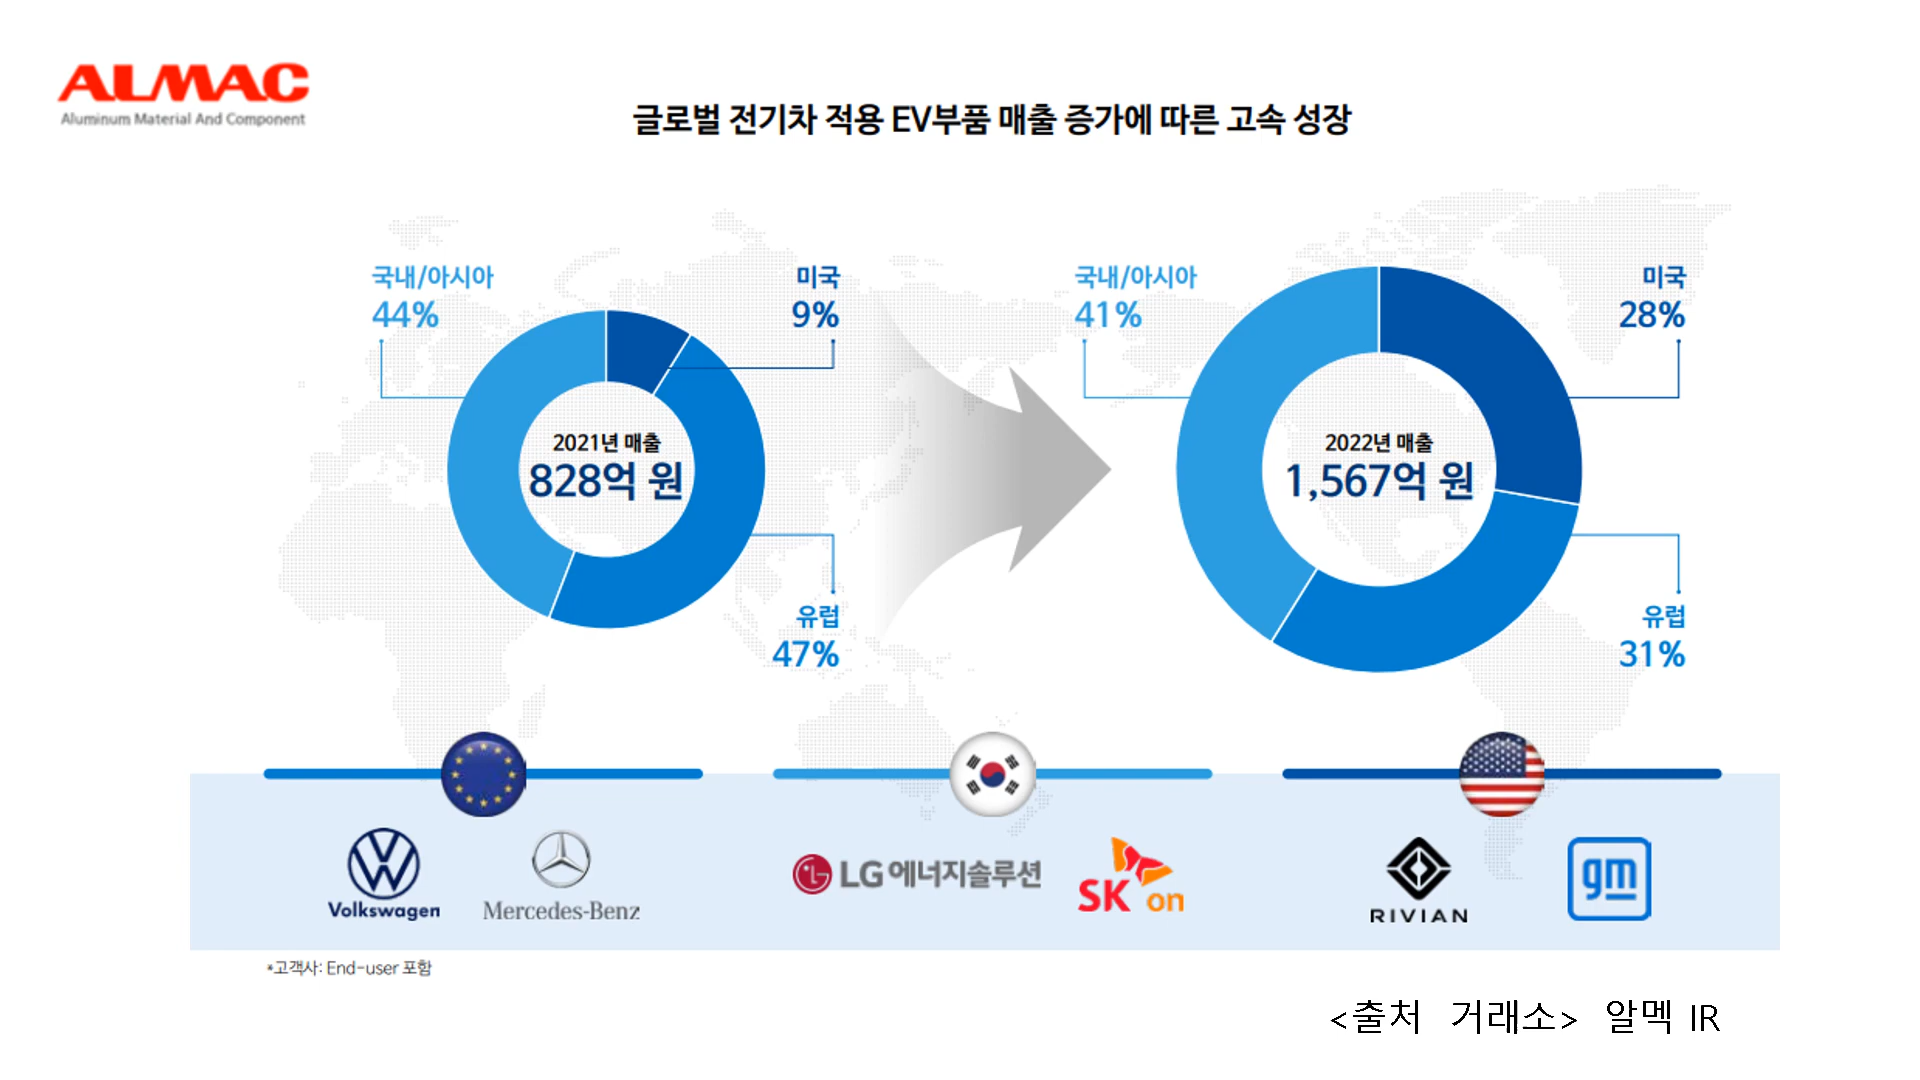 ALMAC
Aluminum Material And Component
글로벌 전기차 적용 EV부품 매출 증가에 따른 고속 성장
국내/아시아
44%
미국
9%
2021년 매출
828억 원
유럽
47%
국내/아시아
41%
미국
28%
2022년 매출
1,567억 원
유럽
31%
Volkswagen
Mercedes-Benz
LG에너지솔루션
SK on
RIVIAN
gm
*고객사: End-user 포함
<출처 거래소> 알멕 IR